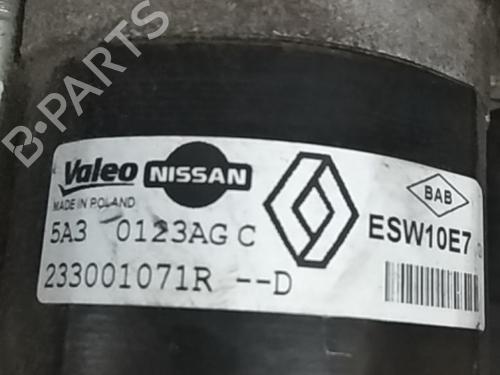 B-PARTS
Valeo NISSAN
MADE IN POLAND
BAB
5A3 0123AG C
ESW10E7
233001071R --D